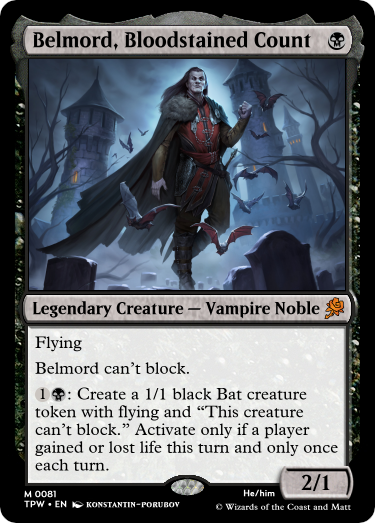 Belmord, Bloodstained Count
Legendary Creature — Vampire Noble
Flying
Belmord can't block.
1 : Create a 1/1 black Bat creature
token with flying and “This creature
can't block.” Activate only if a player
gained or lost life this turn and only once
each turn.
2/1
M 0081
He/him
TPW • EN KONSTANTIN-PORUBOV
© Wizards of the Coast and Matt